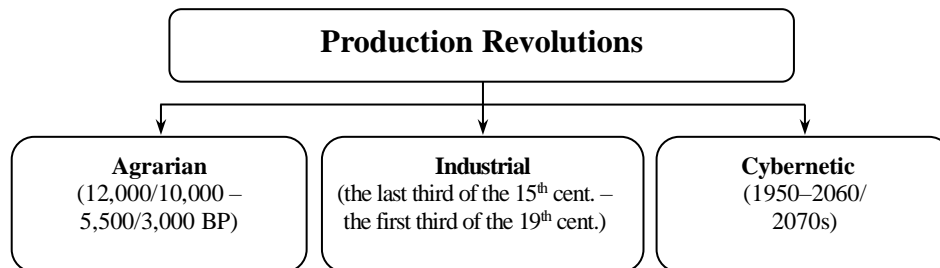 Production Revolutions
Agrarian
(12,000/10,000 –
5,500/3,000 BP)
Industrial
(the last third of the 15th cent. –
the first third of the 19th cent.)
Cybernetic
(1950–2060/
2070s)